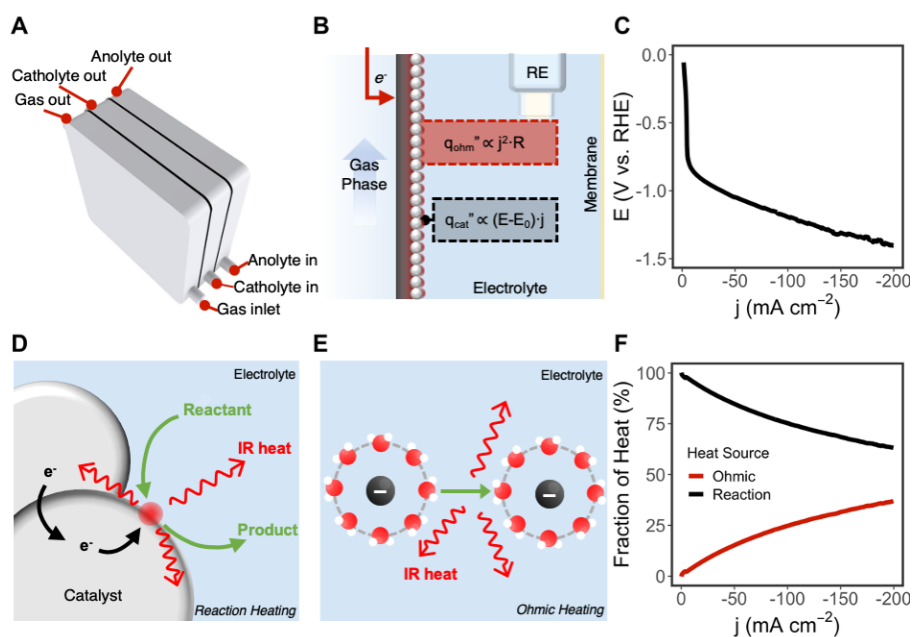 A
Anolyte out
Catholyte out
Gas out
Anolyte in
Catholyte in
Gas inlet
B
e-
RE
q_ohm" ∝ j²·R
Gas
Phase
q_cat" ∝ (E-E₀)·j
Membrane
Electrolyte
C
E (V vs. RHE)
0.0
-0.5
-1.0
-1.5
0 -50 -100 -150 -200
j (mA cm⁻²)
D
Electrolyte
Reactant
IR heat
e-
e-
Product
Catalyst
Reaction Heating
E
Electrolyte
−
−
IR heat
Ohmic Heating
F
Fraction of Heat (%)
100
75
50
25
0
Heat Source
Ohmic
Reaction
0 -50 -100 -150 -200
j (mA cm⁻²)